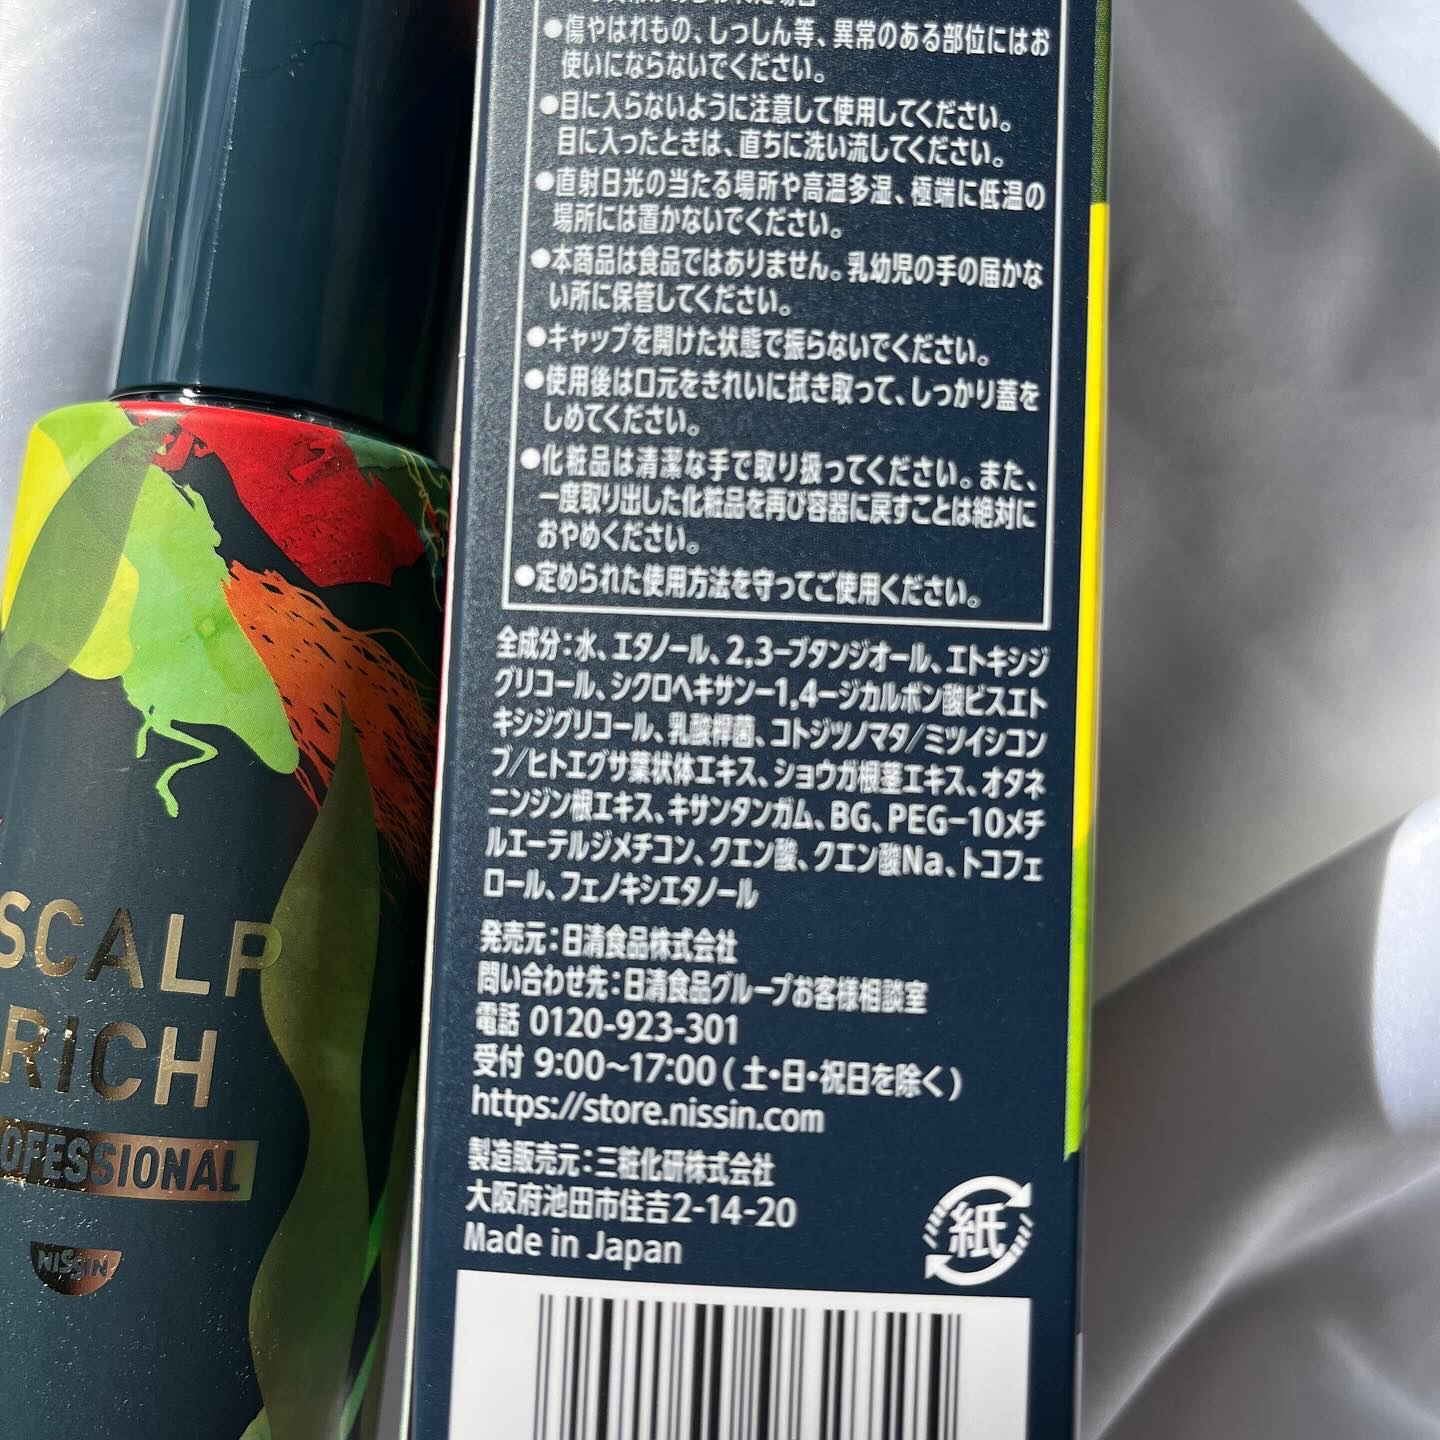 ●傷やはれもの、しっしん等、異常のある部位にはお
使いにならないでください。
●目に入らないように注意して使用してください。
目に入ったときは、直ちに洗い流してください。
●直射日光の当たる場所や高温多湿、極端に低温の
場所には置かないでください。
●本商品は食品ではありません。乳幼児の手の届かな
い所に保管してください。
●キャップを開けた状態で振らないでください。
●使用後は口元をきれいに拭き取って、しっかり蓋を
しめてください。
●化粧品は清潔な手で取り扱ってください。また、
一度取り出した化粧品を再び容器に戻すことは絶対に
おやめください。
●定められた使用方法を守ってご使用ください。
全成分：水、エタノール、2,3ーブタンジオール、エトキシジ
グリコール、シクロヘキサンー1,4ージカルボン酸ビスエト
キシジグリコール、乳酸桿菌、コトジツノマタ/ミツイシコン
ブ/ヒトエグサ葉状体エキス、ショウガ根茎エキス、オタネ
ニンジン根エキス、キサンタンガム、BG、PEGー10メチ
ルエーテルジメチコン、クエン酸、クエン酸Na、トコフェ
ロール、フェノキシエタノール
発売元：日清食品株式会社
問い合わせ先：日清食品グループお客様相談室
電話 0120-923-301
受付 9:00〜17:00 ( 土・日・祝日を除く )
https://store.nissin.com
製造販売元：三粧化研株式会社
大阪府池田市住吉2-14-20
Made in Japan
紙
SCALP
RICH
OFESSIONAL
NISSIN